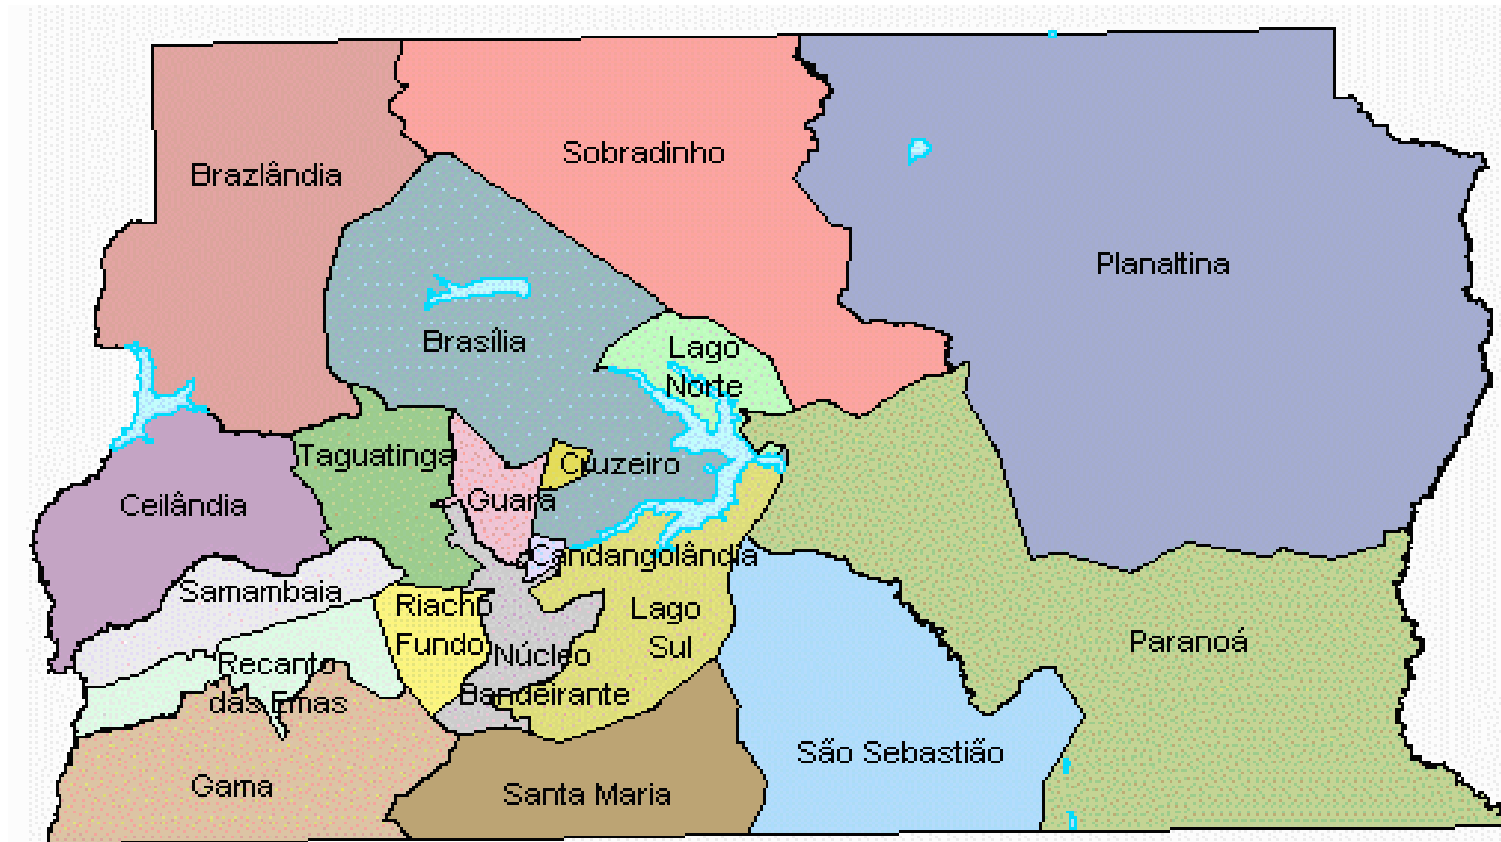 Sobradinho
Brazlândia
Planaltina
Brasília
Lago
Norte
Taguatinga
Cruzeiro
Guará
Ceilândia
Candangolândia
Samambaia
Riacho
Fundo
Lago
Sul
Paranoá
Núcleo
Bandeirante
Recanto
das Emas
São Sebastião
Gama
Santa Maria